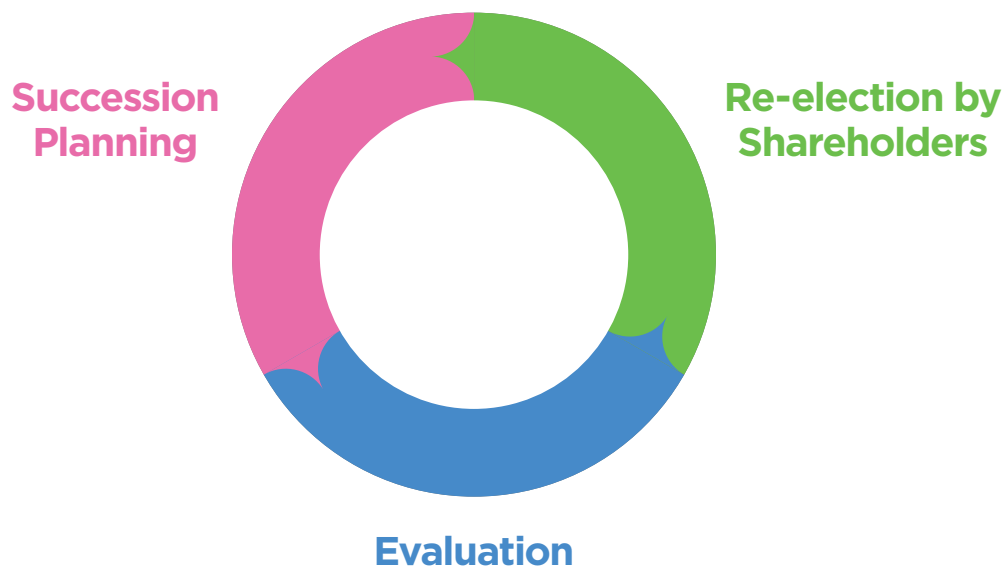 Succession
Planning
Re-election by
Shareholders
Evaluation